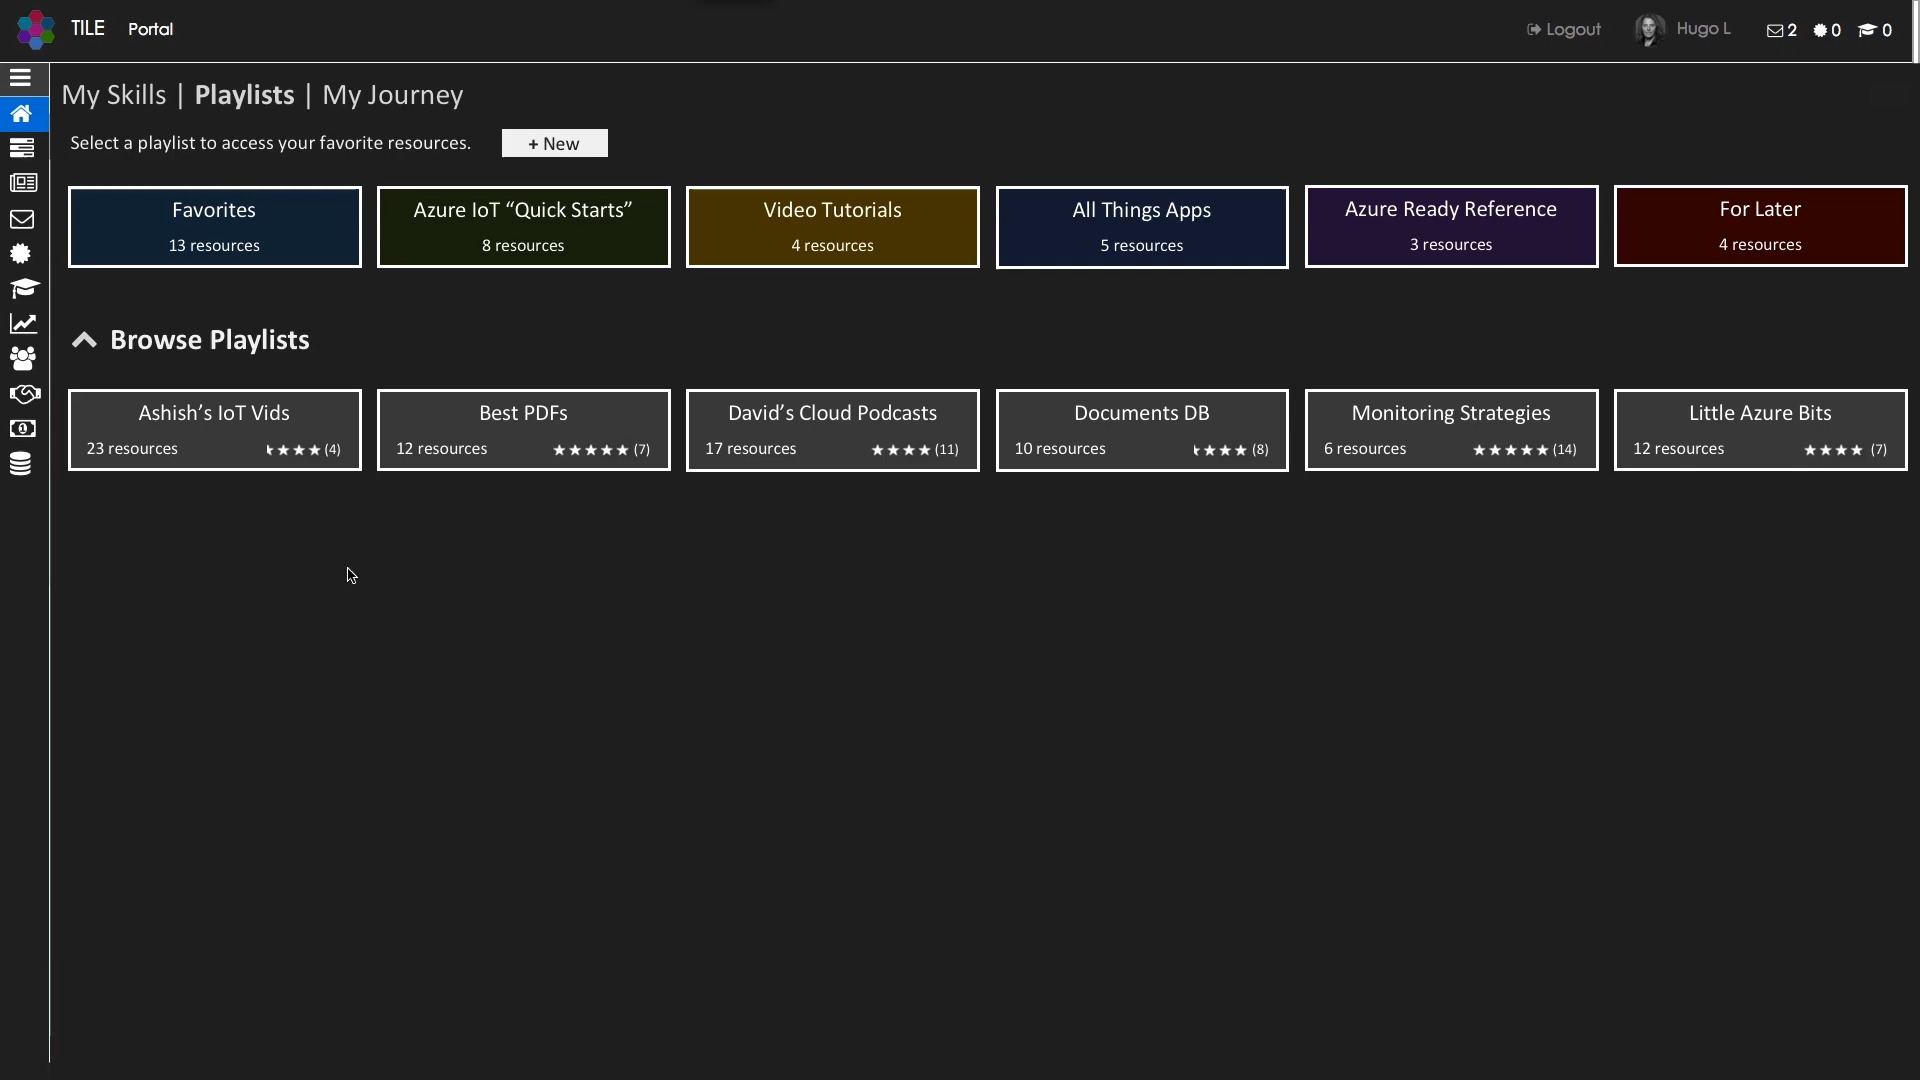 TILE Portal Logout Hugo L 2 0 0
My Skills | Playlists | My Journey
Select a playlist to access your favorite resources. + New
Favorites
13 resources
Azure IoT “Quick Starts”
8 resources
Video Tutorials
4 resources
All Things Apps
5 resources
Azure Ready Reference
3 resources
For Later
4 resources
Browse Playlists
Ashish’s IoT Vids
23 resources (4)
Best PDFs
12 resources (7)
David’s Cloud Podcasts
17 resources (11)
Documents DB
10 resources (8)
Monitoring Strategies
6 resources (14)
Little Azure Bits
12 resources (7)